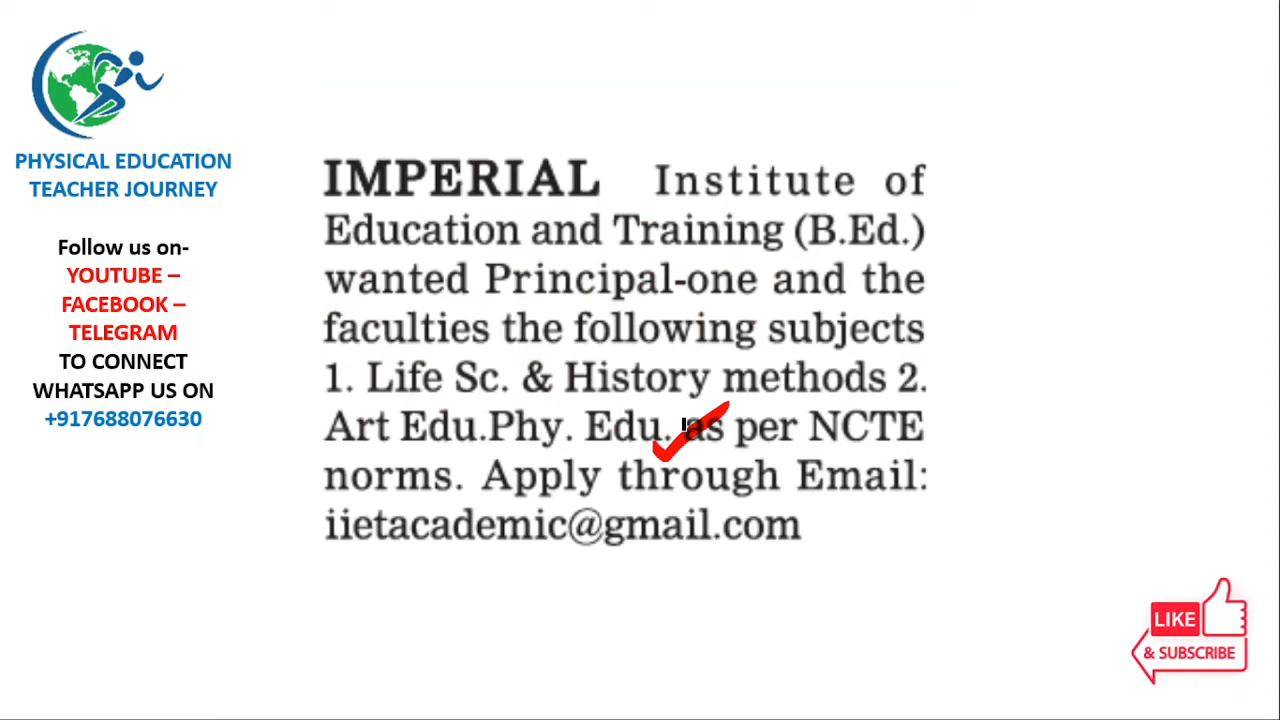 PHYSICAL EDUCATION
TEACHER JOURNEY
Follow us on-
YOUTUBE –
FACEBOOK –
TELEGRAM
TO CONNECT
WHATSAPP US ON
+917688076630
IMPERIAL Institute of
Education and Training (B.Ed.)
wanted Principal-one and the
faculties the following subjects
1. Life Sc. & History methods 2.
Art Edu.Phy. Edu. as per NCTE
norms. Apply through Email:
iietacademic@gmail.com
LIKE
& SUBSCRIBE